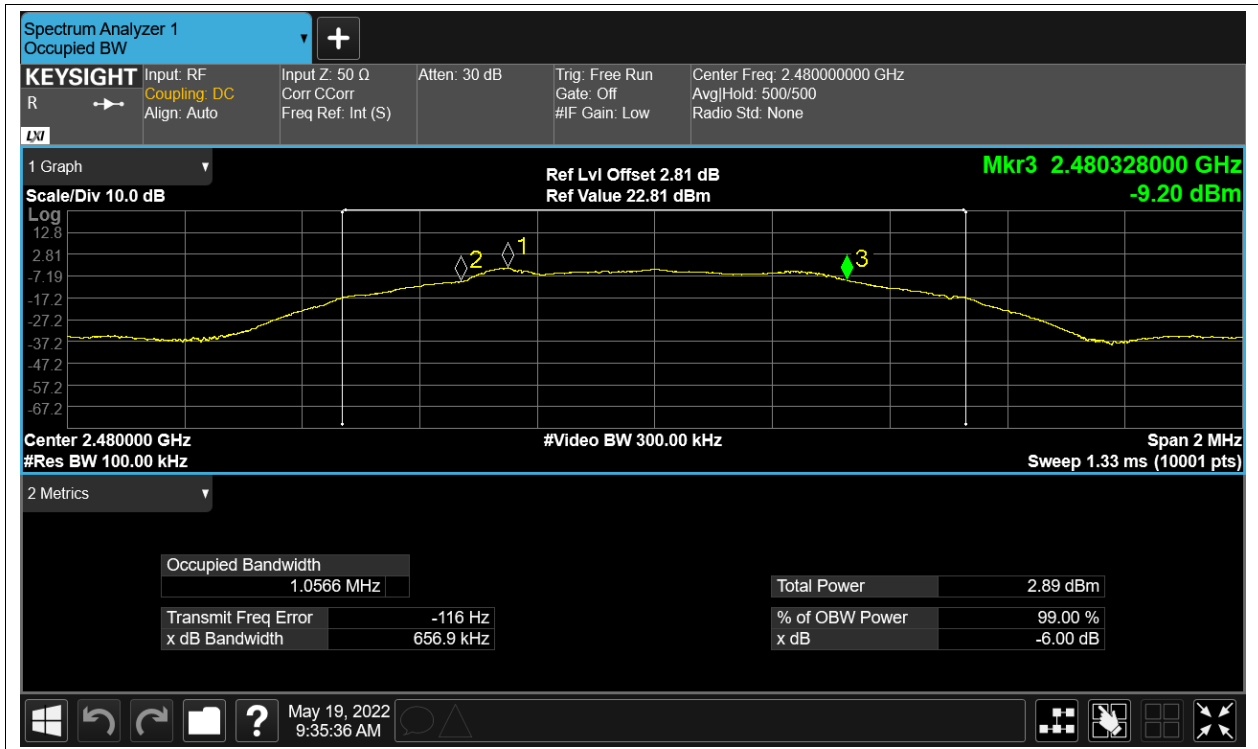 Spectrum Analyzer 1
Occupied BW
KEYSIGHT
R
LXI
Input: RF
Coupling: DC
Align: Auto
Input Z: 50 Ω
Corr CCorr
Freq Ref: Int (S)
Atten: 30 dB
Trig: Free Run
Gate: Off
#IF Gain: Low
Center Freq: 2.480000000 GHz
Avg|Hold: 500/500
Radio Std: None
1 Graph
Scale/Div 10.0 dB
Ref Lvl Offset 2.81 dB
Ref Value 22.81 dBm
Mkr3 2.480328000 GHz
-9.20 dBm
Log
12.8
2.81
-7.19
-17.2
-27.2
-37.2
-47.2
-57.2
-67.2
2
1
3
Center 2.480000 GHz
#Res BW 100.00 kHz
#Video BW 300.00 kHz
Span 2 MHz
Sweep 1.33 ms (10001 pts)
2 Metrics
Occupied Bandwidth
1.0566 MHz
Transmit Freq Error -116 Hz
x dB Bandwidth 656.9 kHz
Total Power 2.89 dBm
% of OBW Power 99.00 %
x dB -6.00 dB
?
May 19, 2022
9:35:36 AM